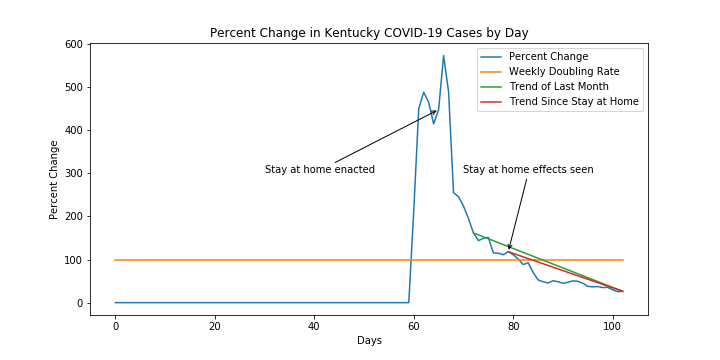 Percent Change in Kentucky COVID-19 Cases by Day
600
500
400
300
200
100
0
Percent Change
Percent Change
Weekly Doubling Rate
Trend of Last Month
Trend Since Stay at Home
Stay at home enacted
Stay at home effects seen
0
20
40
60
80
100
Days